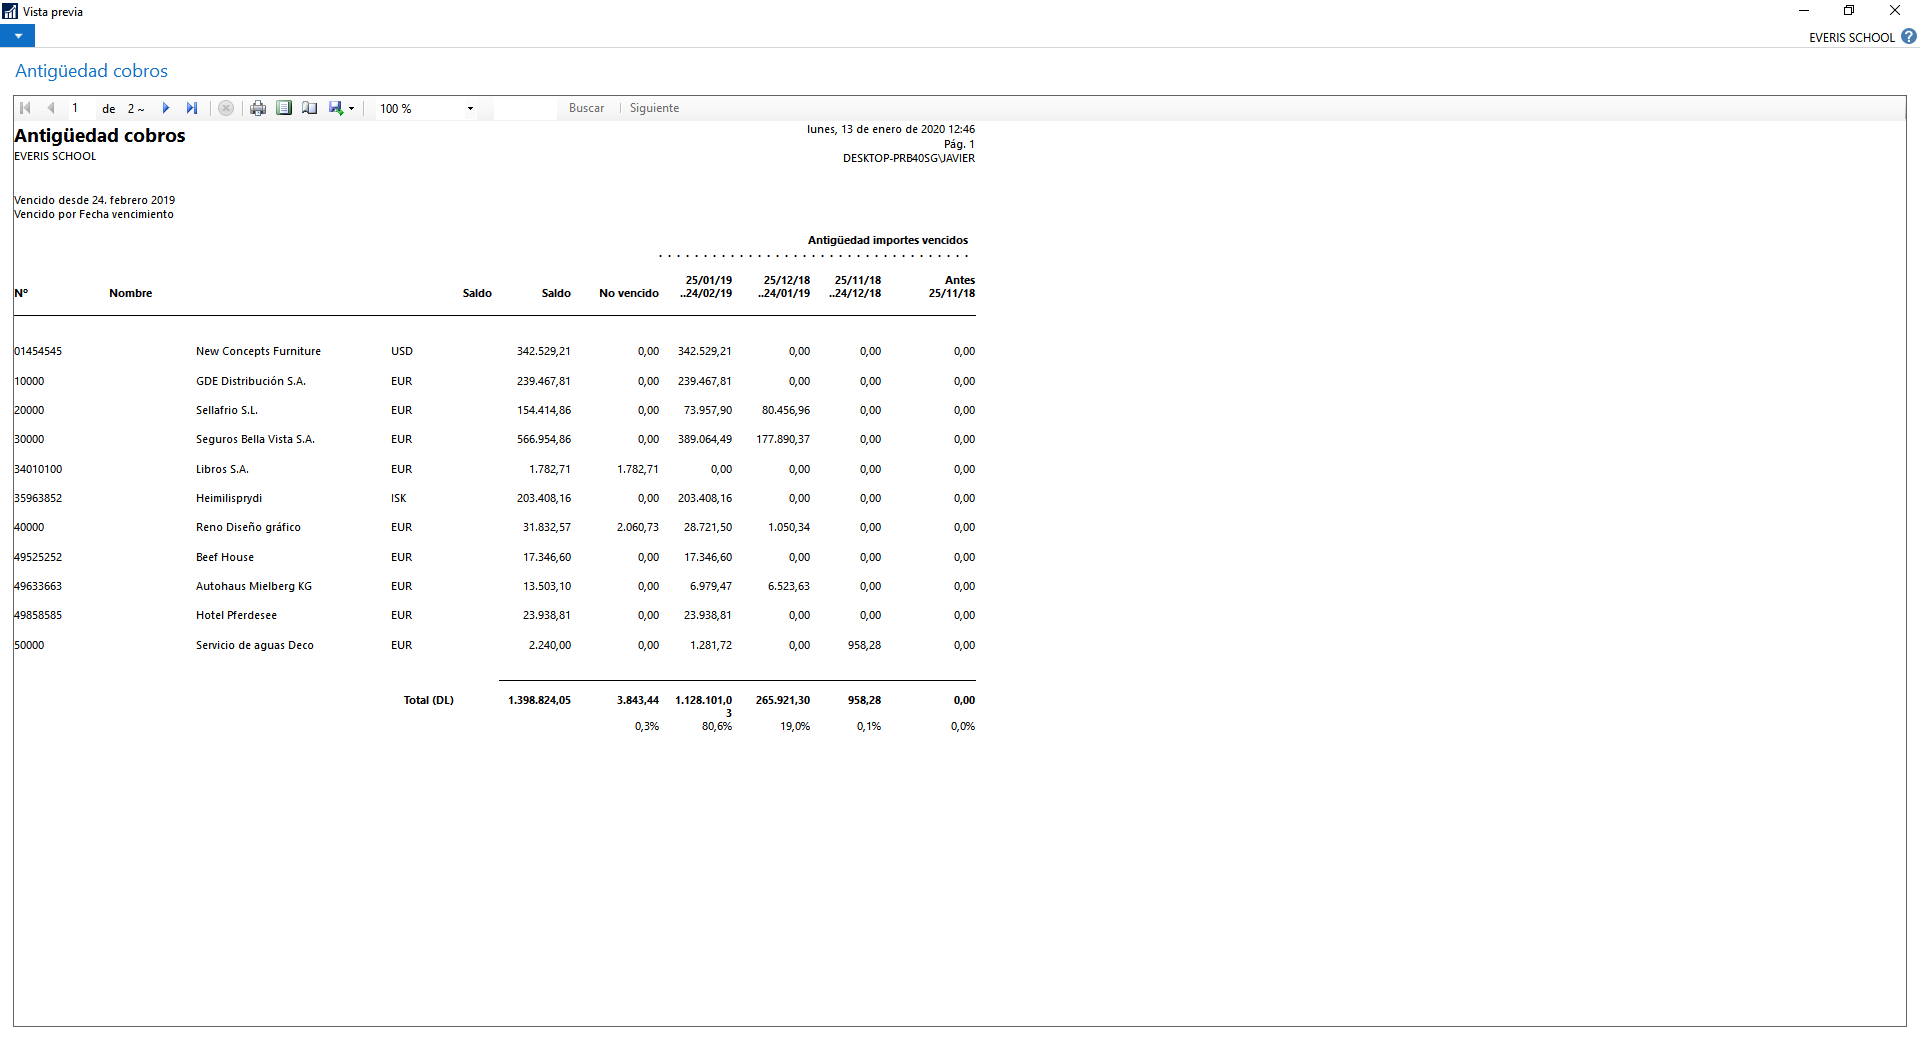 Vista previa
EVERIS SCHOOL
Antigüedad cobros
1 de 2 ~ 100 % Buscar Siguiente
Antigüedad cobros lunes, 13 de enero de 2020 12:46
EVERIS SCHOOL Pág. 1
DESKTOP-PRB40SG\JAVIER
Vencido desde 24. febrero 2019
Vencido por Fecha vencimiento
Antigüedad importes vencidos
25/01/19 25/12/18 25/11/18 Antes
Nº Nombre Saldo Saldo No vencido ..24/02/19 ..24/01/19 ..24/12/18 25/11/18
01454545 New Concepts Furniture USD 342.529,21 0,00 342.529,21 0,00 0,00 0,00
10000 GDE Distribución S.A. EUR 239.467,81 0,00 239.467,81 0,00 0,00 0,00
20000 Sellafrio S.L. EUR 154.414,86 0,00 73.957,90 80.456,96 0,00 0,00
30000 Seguros Bella Vista S.A. EUR 566.954,86 0,00 389.064,49 177.890,37 0,00 0,00
34010100 Libros S.A. EUR 1.782,71 1.782,71 0,00 0,00 0,00 0,00
35963852 Heimilisprydi ISK 203.408,16 0,00 203.408,16 0,00 0,00 0,00
40000 Reno Diseño gráfico EUR 31.832,57 2.060,73 28.721,50 1.050,34 0,00 0,00
49525252 Beef House EUR 17.346,60 0,00 17.346,60 0,00 0,00 0,00
49633663 Autohaus Mielberg KG EUR 13.503,10 0,00 6.979,47 6.523,63 0,00 0,00
49858585 Hotel Pferdesee EUR 23.938,81 0,00 23.938,81 0,00 0,00 0,00
50000 Servicio de aguas Deco EUR 2.240,00 0,00 1.281,72 0,00 958,28 0,00
Total (DL) 1.398.824,05 3.843,44 1.128.101,0 265.921,30 958,28 0,00
3
0,3% 80,6% 19,0% 0,1% 0,0%